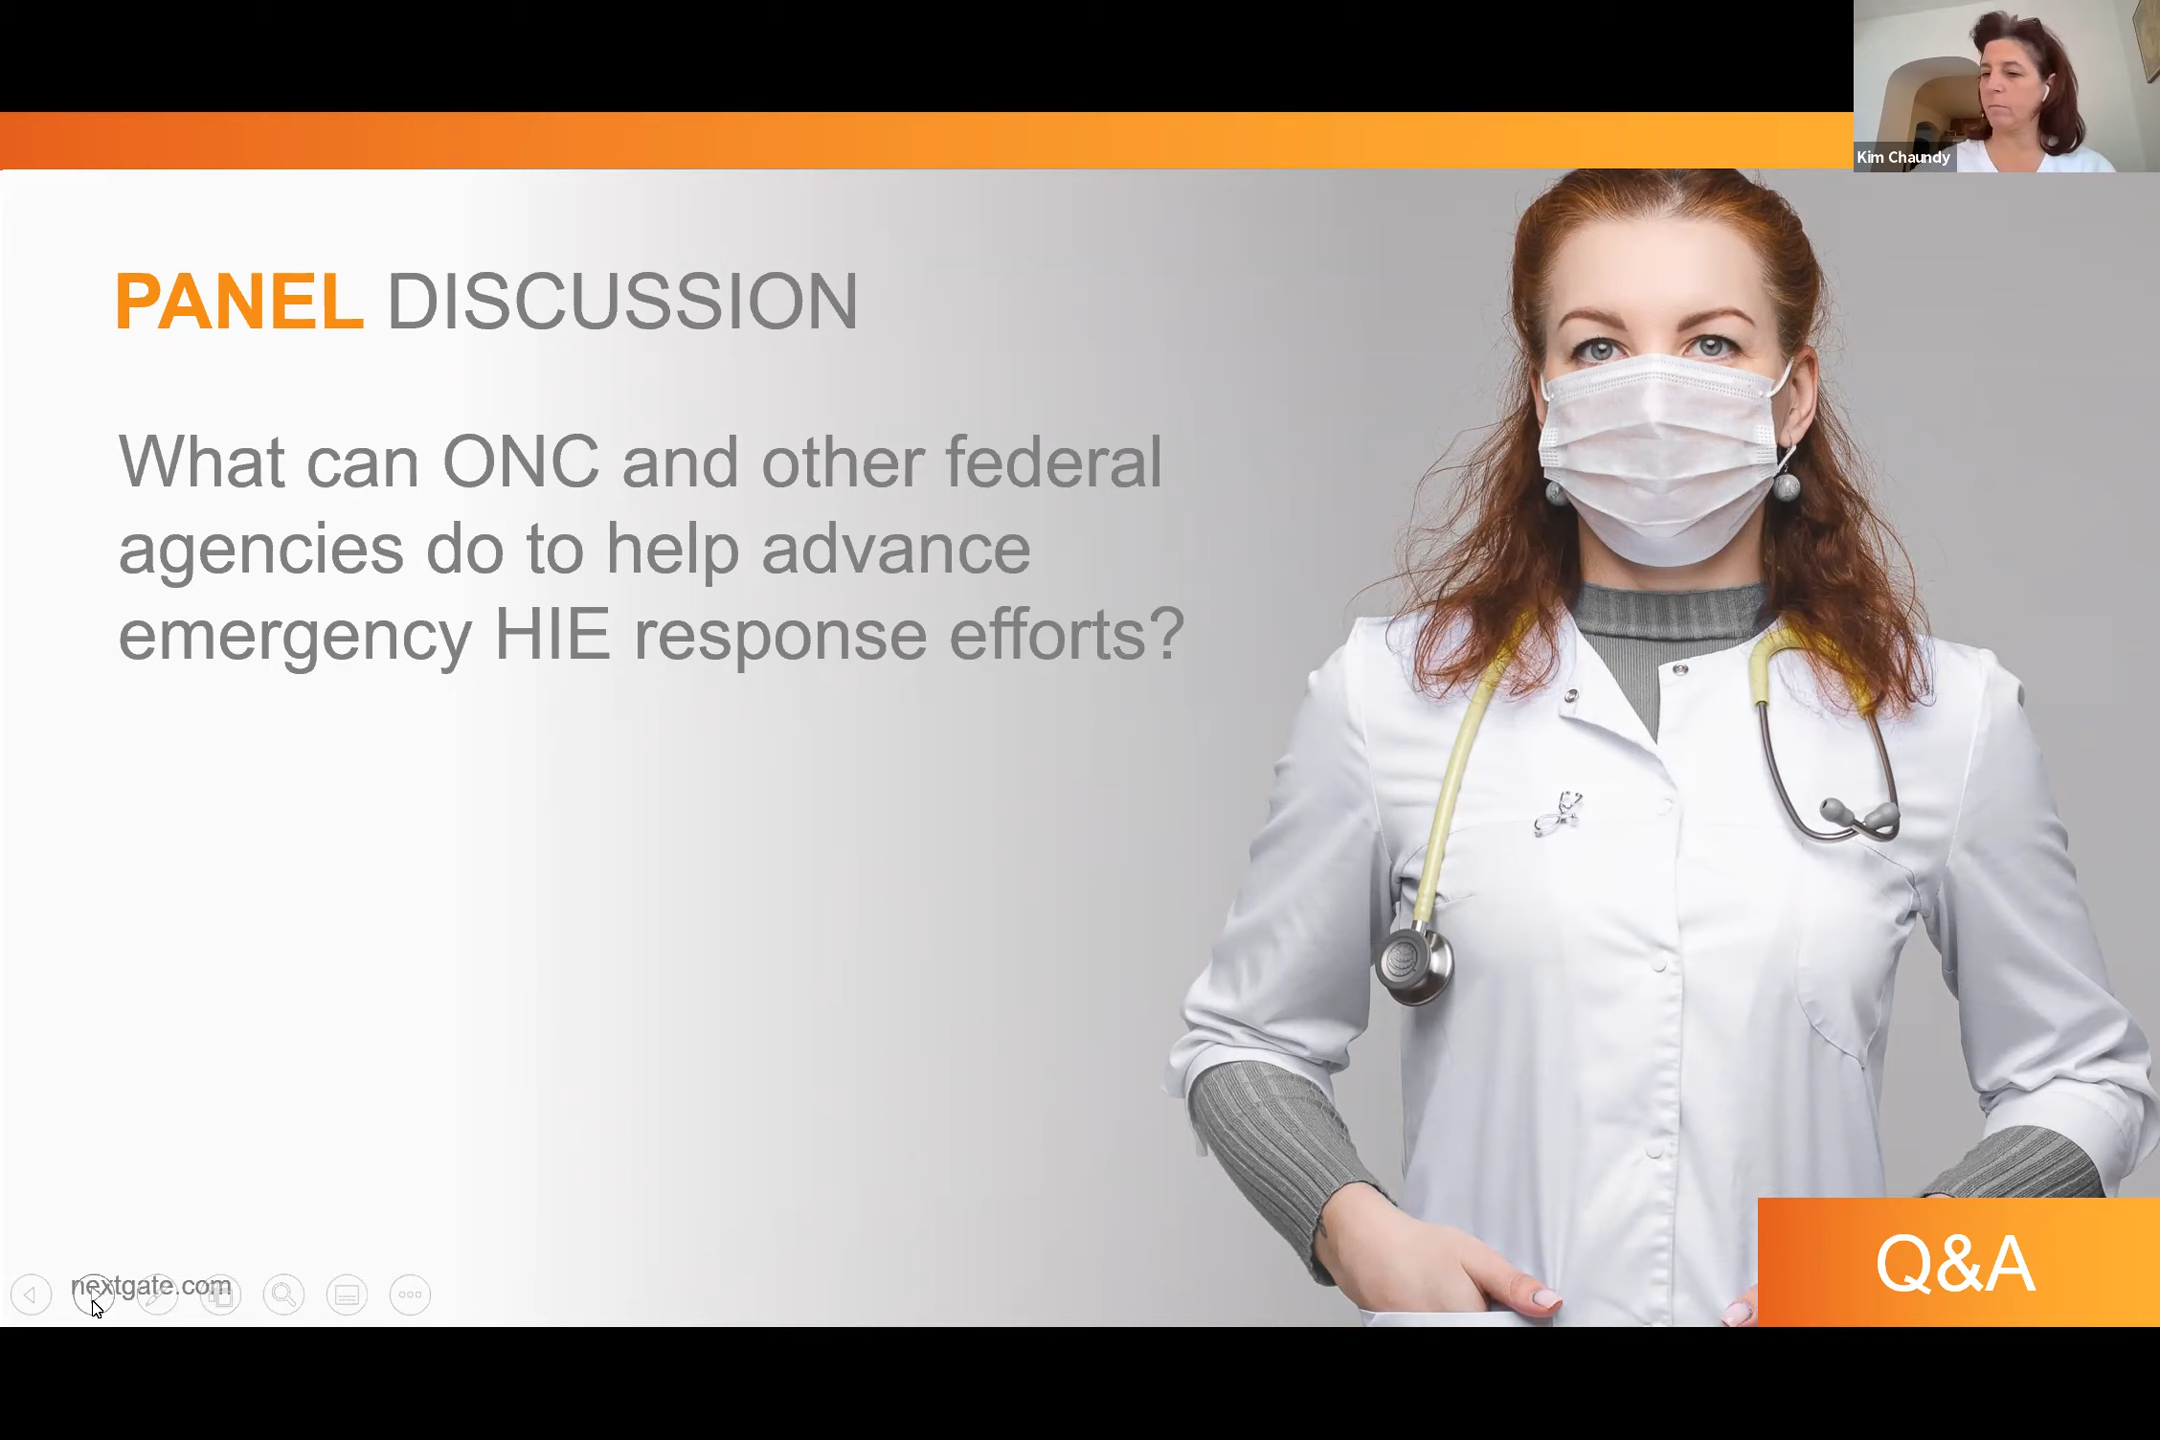 Kim Chaundy
PANEL DISCUSSION
What can ONC and other federal
agencies do to help advance
emergency HIE response efforts?
nextgate.com
Q&A